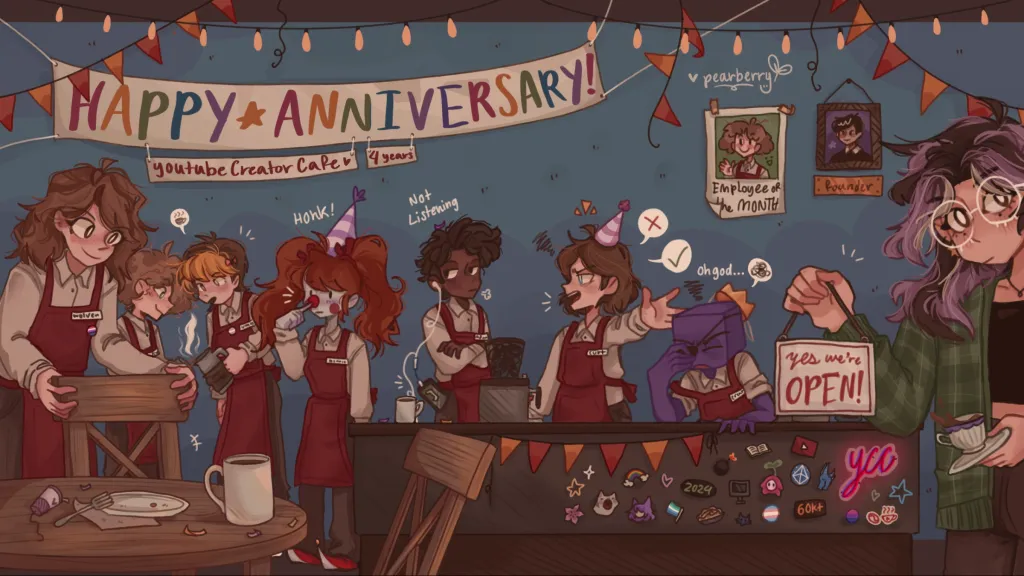 HAPPY ANNIVERSARY!
youtube Creator Cafe
4 years
pearberry
EMPLOYEE OF
the MONTH
Founder
Honk!
Not
Listening
ohgod...
yes we're
OPEN!
2024
60k+
ycc